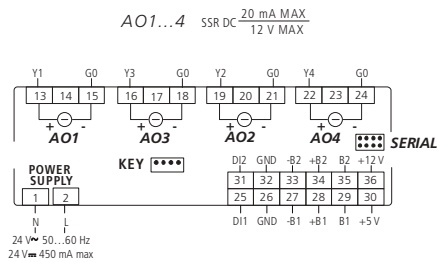 AO1...4 SSR DC 20 mA MAX
12 V MAX
Y1 G0 Y3 G0 Y2 G0 Y4 G0
13 14 15 16 17 18 19 20 21 22 23 24
+ - + - + - + -
AO1 AO3 AO2 AO4
SERIAL
KEY
DI2 GND -B2 +B2 B2 +12 V
POWER
SUPPLY
31 32 33 34 35 36
1 2 25 26 27 28 29 30
N L DI1 GND -B1 +B1 B1 +5 V
24 V~ 50...60 Hz
24 V⎓ 450 mA max